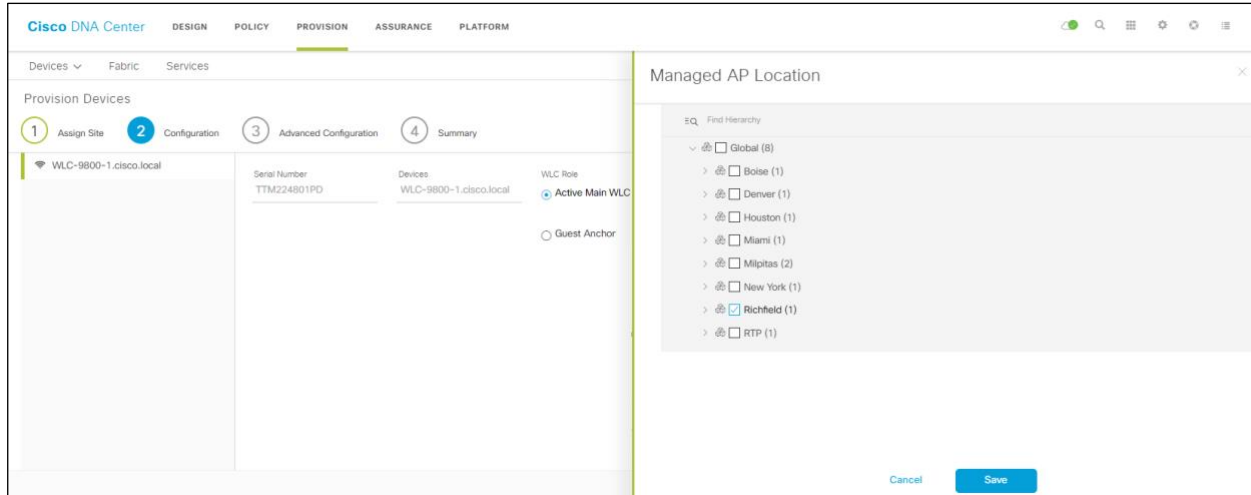 Cisco DNA Center DESIGN POLICY PROVISION ASSURANCE PLATFORM
Devices Fabric Services
Provision Devices
1 Assign Site 2 Configuration 3 Advanced Configuration 4 Summary
WLC-9800-1.cisco.local
Serial Number Devices WLC Role
TTM224801PD WLC-9800-1.cisco.local Active Main WLC
Guest Anchor
Managed AP Location
Find Hierarchy
Global (8)
Boise (1)
Denver (1)
Houston (1)
Miami (1)
Milpitas (2)
New York (1)
Richfield (1)
RTP (1)
Cancel Save